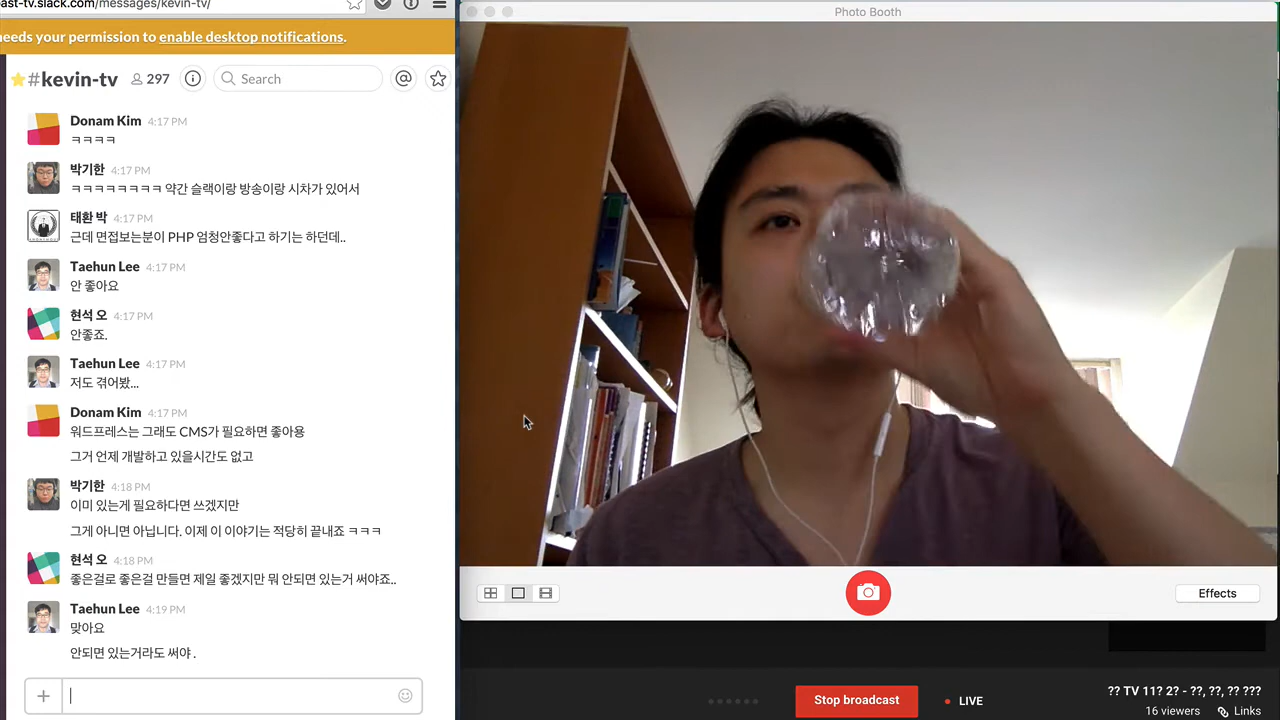 ast-tv.slack.com/messages/kevin-tv/
eeds your permission to enable desktop notifications.
#kevin-tv 297 Search
Donam Kim 4:17 PM
ㅋㅋㅋㅋ
박기한 4:17 PM
ㅋㅋㅋㅋㅋㅋㅋㅋ 약간 슬랙이랑 방송이랑 시차가 있어서
태환 박 4:17 PM
근데 면접보는분이 PHP 엄청안좋다고 하기는 하던데..
Taehun Lee 4:17 PM
안 좋아요
현석 오 4:17 PM
안좋죠.
Taehun Lee 4:17 PM
저도 겪어봤...
Donam Kim 4:17 PM
워드프레스는 그래도 CMS가 필요하면 좋아용
그거 언제 개발하고 있을시간도 없고
박기한 4:18 PM
이미 있는게 필요하다면 쓰겠지만
그게 아니면 아닙니다. 이제 이 이야기는 적당히 끝내죠 ㅋㅋㅋ
현석 오 4:18 PM
좋은걸로 좋은걸 만들면 제일 좋겠지만 뭐 안되면 있는거 써야죠..
Taehun Lee 4:19 PM
맞아요
안되면 있는거라도 써야 .
Photo Booth
Effects
Stop broadcast
LIVE
?? TV 11? 2? - ??, ??, ?? ???
16 viewers Links